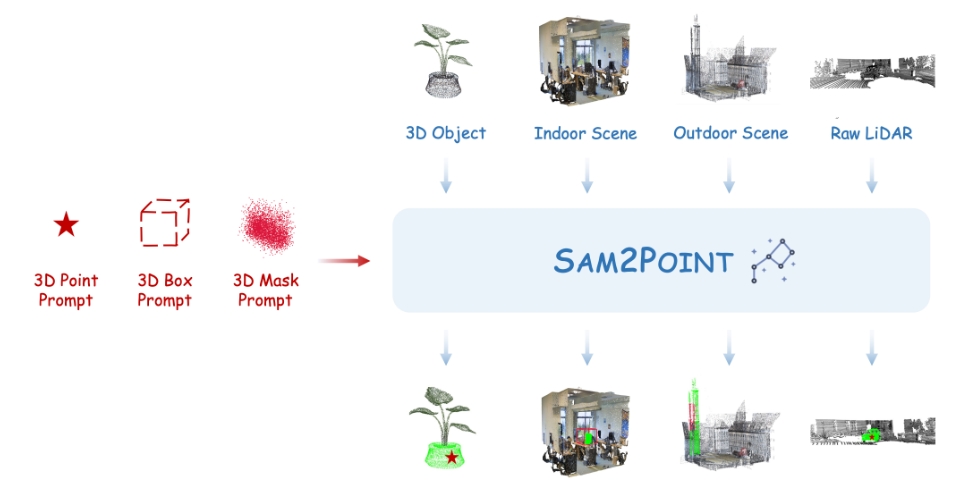 3D Object
Indoor Scene
Outdoor Scene
Raw LiDAR
3D Point
Prompt
3D Box
Prompt
3D Mask
Prompt
SAM2POINT